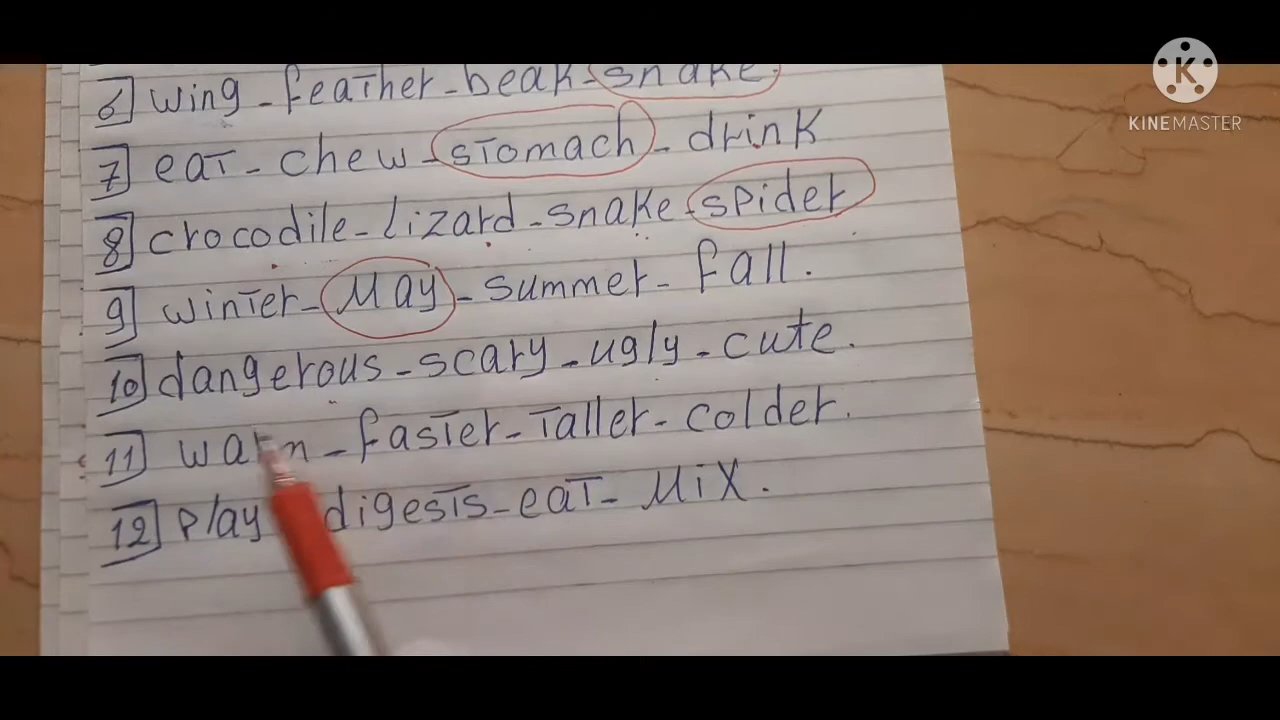 6 wing - feather - beak - snake.
7 eat - chew - stomach - drink
8 crocodile - lizard - snake - spider
9 winter - May - summer - fall.
10 dangerous - scary - ugly - cute.
11 warm - faster - taller - colder.
12 play - digests - eat - Mix.
KINEMASTER